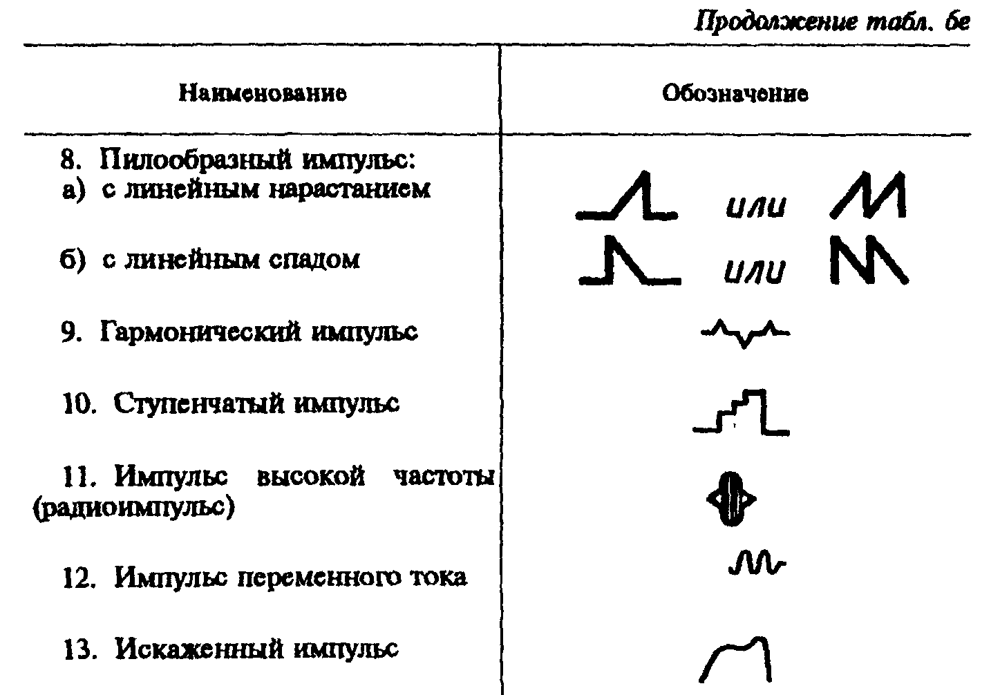 Продолжение табл. 6е
Наименование Обозначение
8. Пилообразный импульс:
а) с линейным нарастанием
или
б) с линейным спадом
или
9. Гармонический импульс
10. Ступенчатый импульс
11. Импульс высокой частоты
(радиоимпульс)
12. Импульс переменного тока
13. Искаженный импульс